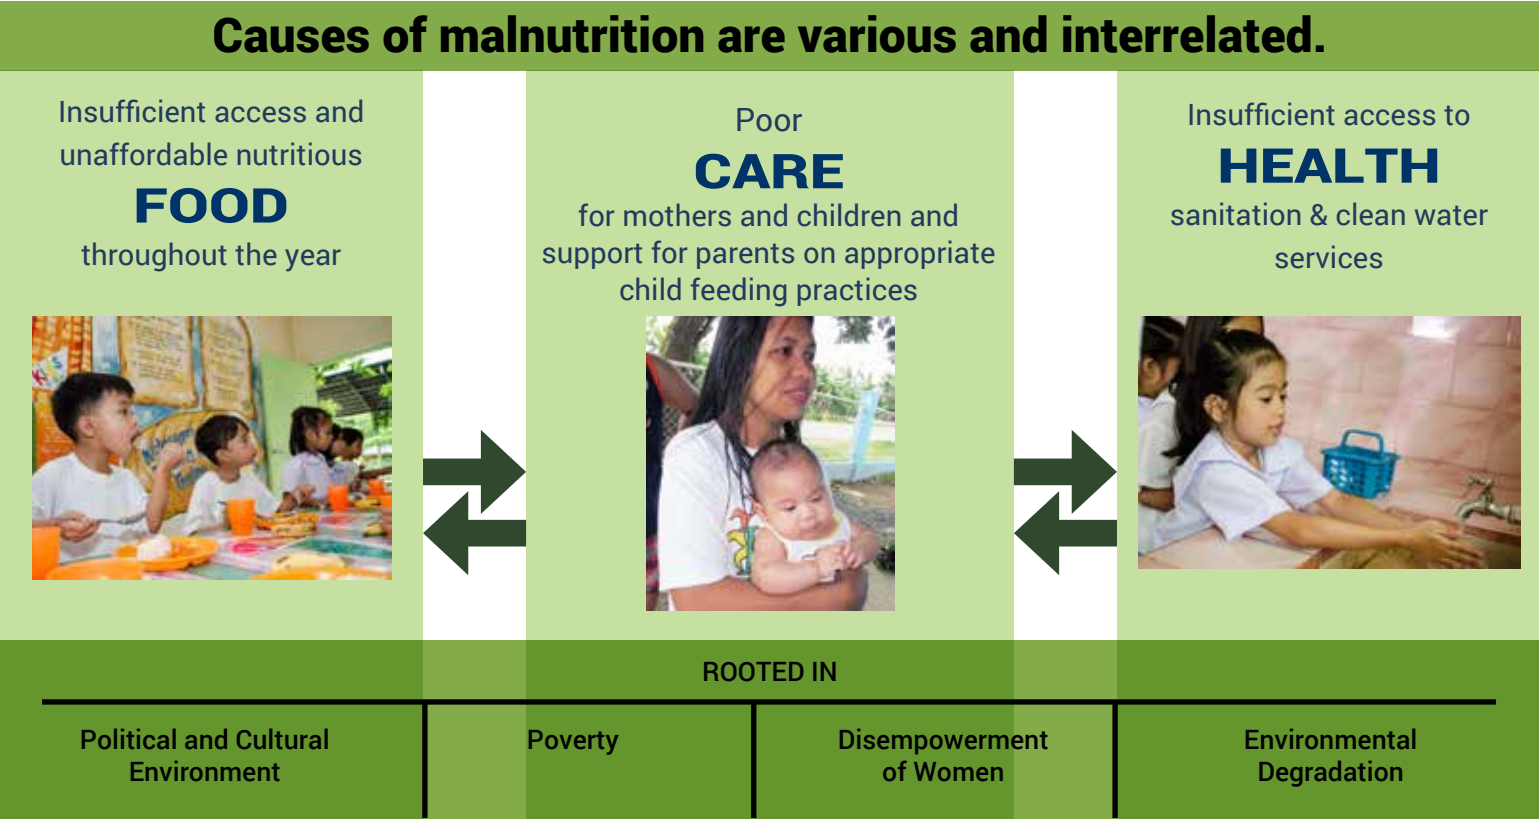 Causes of malnutrition are various and interrelated.
Insufficient access and
unaffordable nutritious
FOOD
throughout the year
Poor
CARE
for mothers and children and
support for parents on appropriate
child feeding practices
Insufficient access to
HEALTH
sanitation & clean water
services
ROOTED IN
Political and Cultural
Environment
Poverty
Disempowerment
of Women
Environmental
Degradation